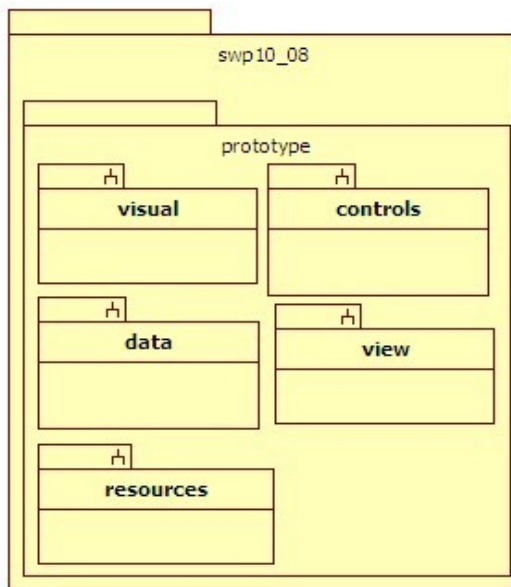 swp10_08
prototype
visual
controls
data
view
resources